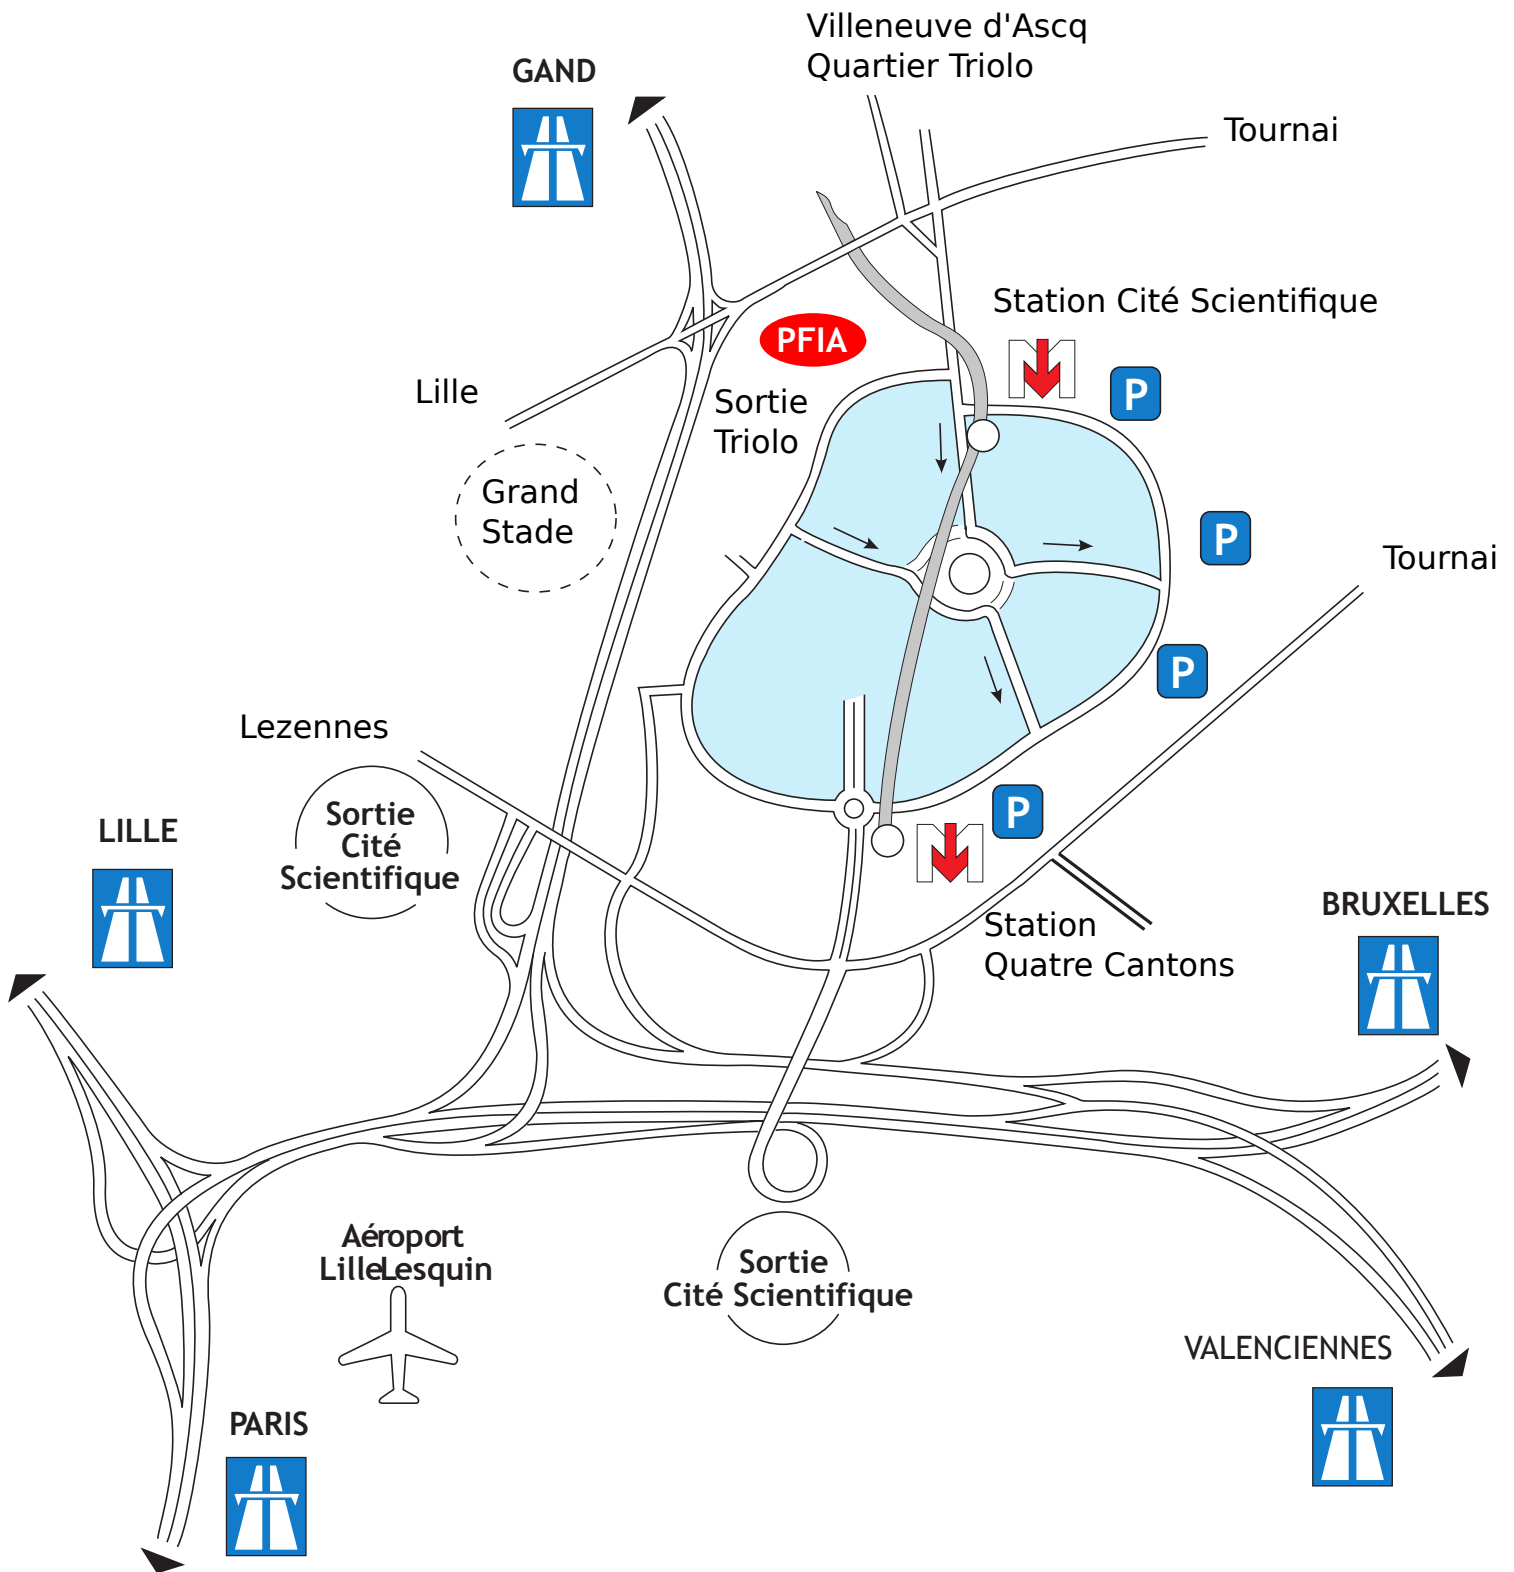 Villeneuve d'Ascq
Quartier Triolo
GAND
Tournai
Station Cité Scientifique
PFIA
P
Lille
Sortie
Triolo
Grand
Stade
P
Tournai
P
Lezennes
Sortie
Cité
Scientifique
LILLE
P
BRUXELLES
Station
Quatre Cantons
Aéroport
LilleLesquin
Sortie
Cité Scientifique
VALENCIENNES
PARIS